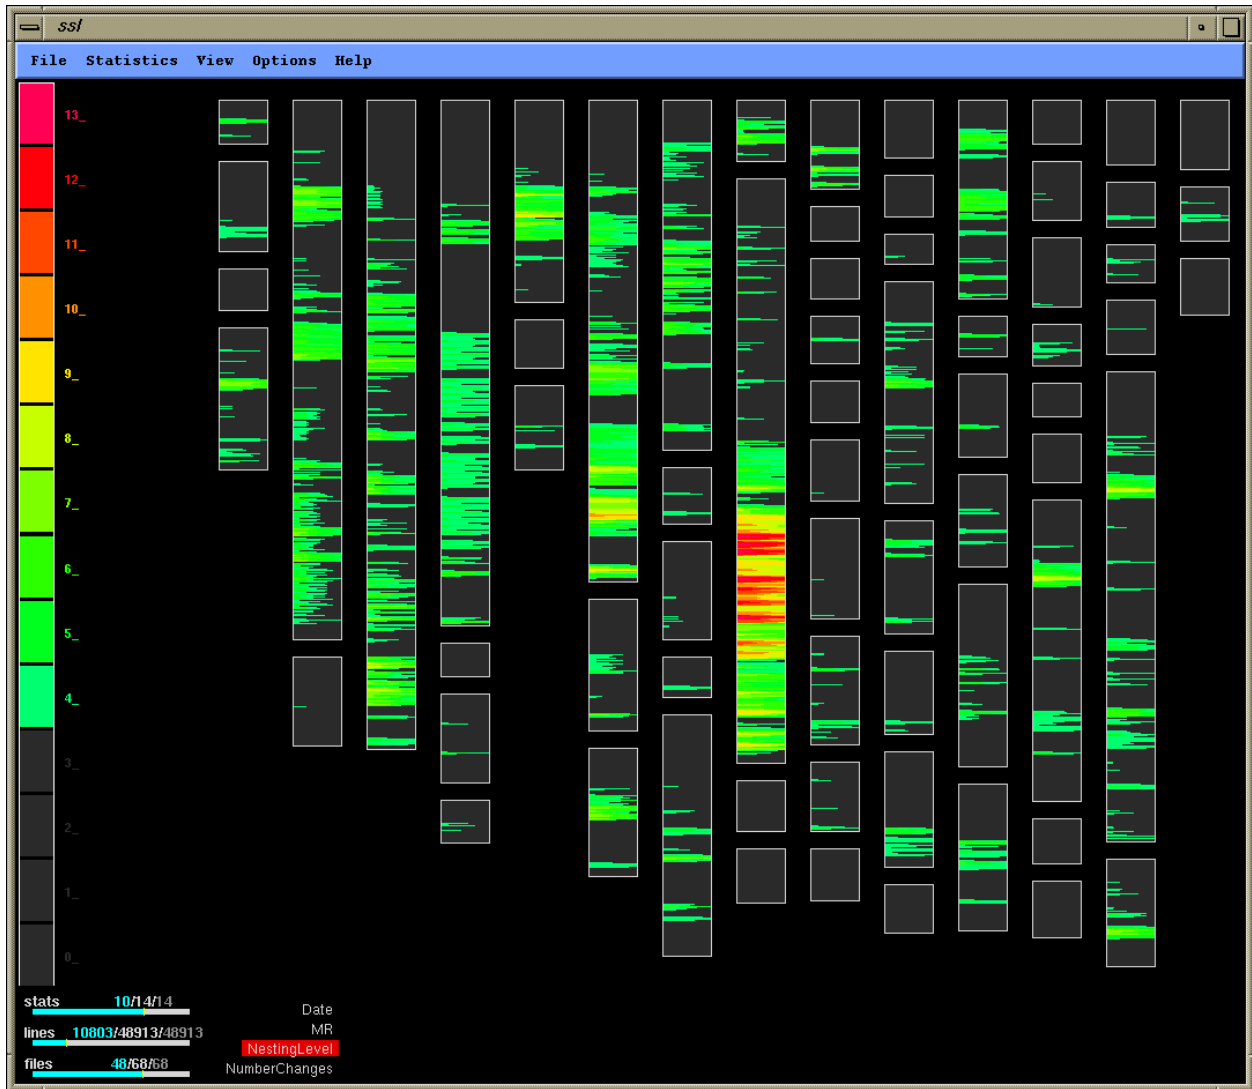 ssl
File Statistics View Options Help
13_
12_
11_
10_
9_
8_
7_
6_
5_
4_
3_
2_
1_
0_
stats 10/14/14
lines 10803/48913/48913
files 48/68/68
Date
MR
NestingLevel
NumberChanges